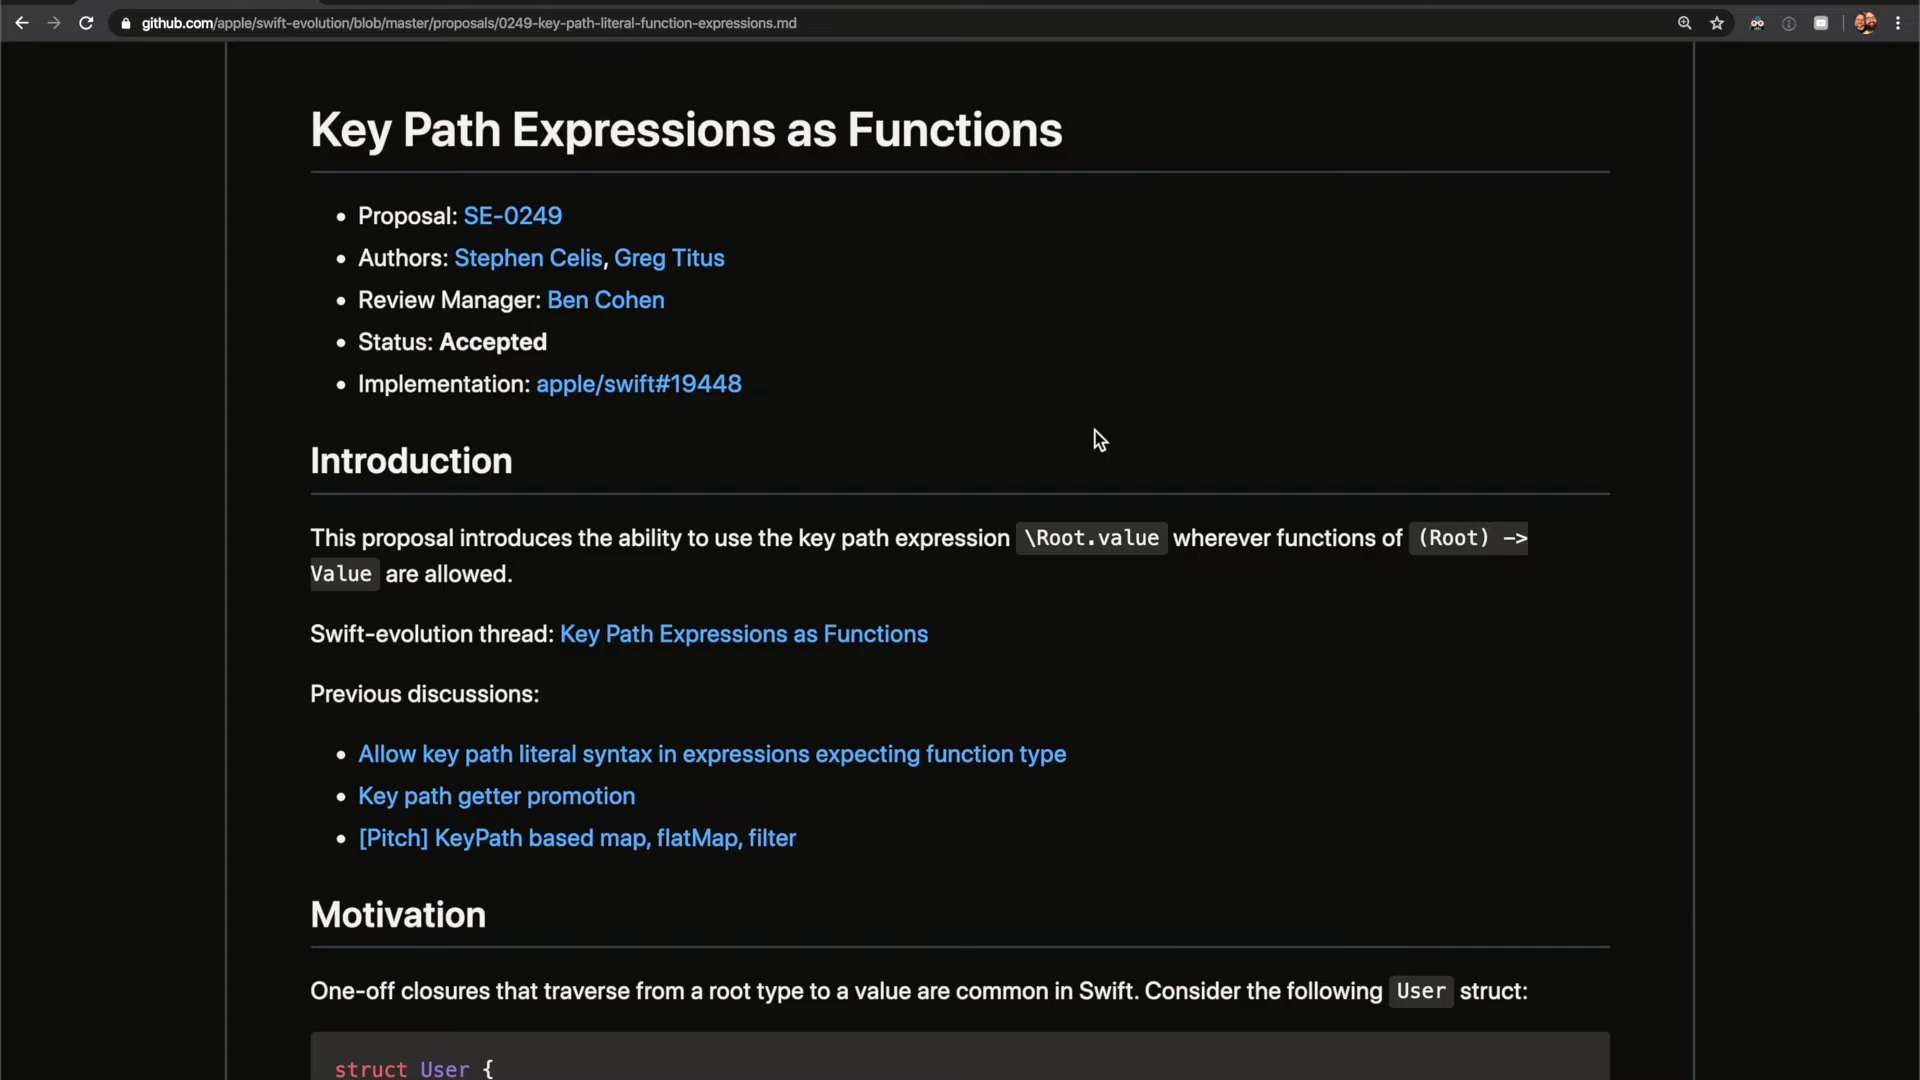 github.com/apple/swift-evolution/blob/master/proposals/0249-key-path-literal-function-expressions.md
Key Path Expressions as Functions
Proposal: SE-0249
Authors: Stephen Celis, Greg Titus
Review Manager: Ben Cohen
Status: Accepted
Implementation: apple/swift#19448
Introduction
This proposal introduces the ability to use the key path expression \Root.value wherever functions of (Root) ->
Value are allowed.
Swift-evolution thread: Key Path Expressions as Functions
Previous discussions:
Allow key path literal syntax in expressions expecting function type
Key path getter promotion
[Pitch] KeyPath based map, flatMap, filter
Motivation
One-off closures that traverse from a root type to a value are common in Swift. Consider the following User struct:
struct User {